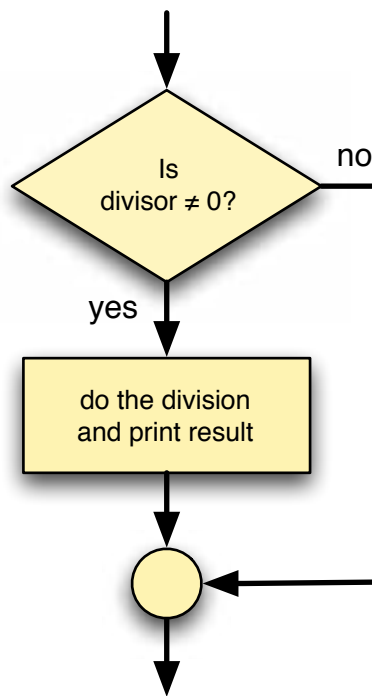 Is
divisor ≠ 0?
no
yes
do the division
and print result